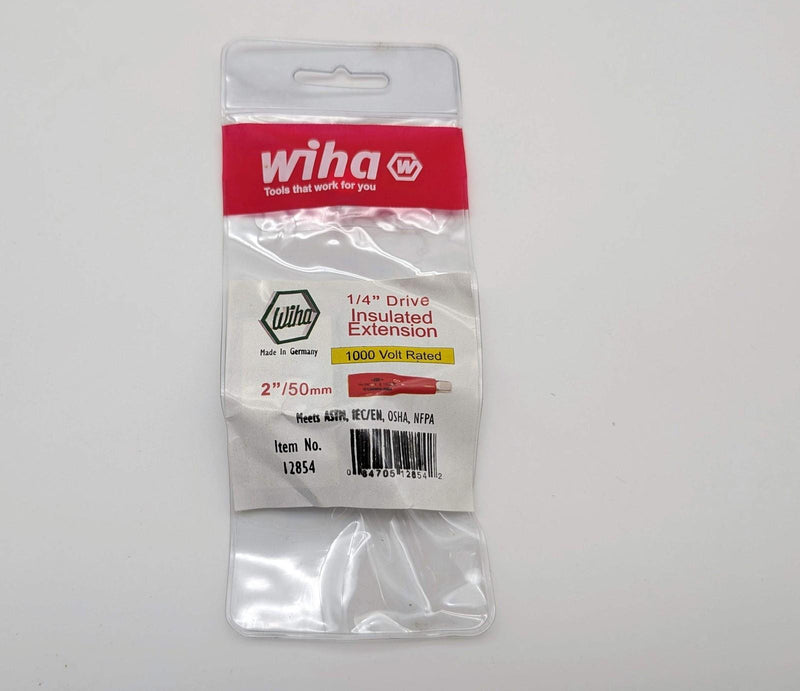 wiha W
Tools that work for you
Wiha
Made In Germany
1/4” Drive
Insulated
Extension
1000 Volt Rated
2”/50mm
Meets ASTM, IEC/EN, OSHA, NFPA
Item No.
12854
0 84705 12854 2